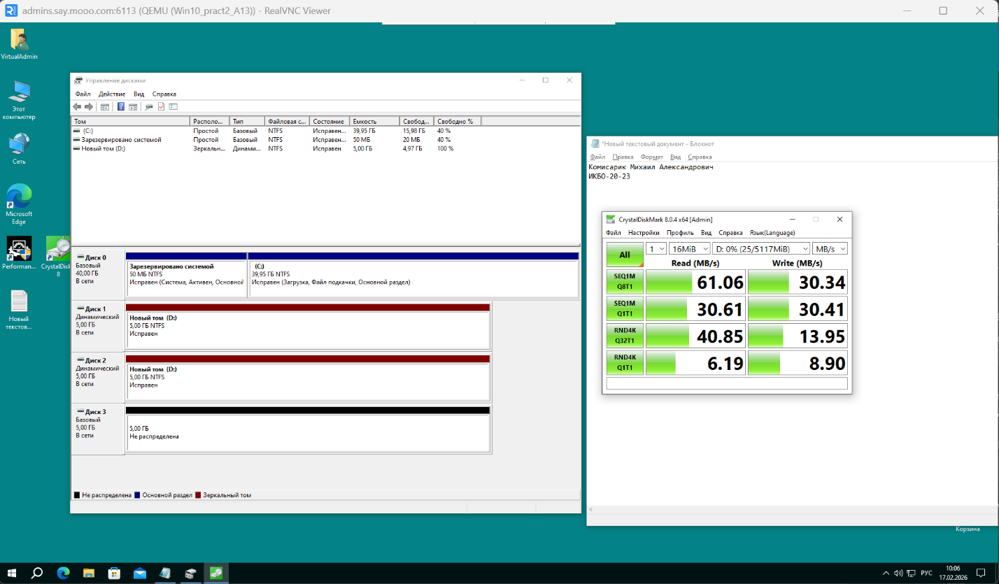 admins.say.mooo.com:6113 (QEMU (Win10_pract2_A13)) - RealVNC Viewer
VirtualAdmin
Этот
компьютер
Сеть
Microsoft
Edge
Performan...
CrystalDisk
8
Новый
текстов...
Управление дисками
Файл Действие Вид Справка
Том Располо... Тип Файловая с... Состояние Емкость Свобод... Свободно %
(C:) Простой Базовый NTFS Исправен... 39,95 ГБ 15,98 ГБ 40 %
Зарезервировано системой Простой Базовый NTFS Исправен... 50 МБ 20 МБ 40 %
Новый том (D:) Зеркальн... Динами... NTFS Исправен 5,00 ГБ 4,97 ГБ 100 %
Диск 0
Базовый
40,00 ГБ
В сети
Зарезервировано системой
50 МБ NTFS
Исправен (Система, Активен, Основной
(C:)
39,95 ГБ NTFS
Исправен (Загрузка, Файл подкачки, Основной раздел)
Диск 1
Динамический
5,00 ГБ
В сети
Новый том (D:)
5,00 ГБ NTFS
Исправен
Диск 2
Динамический
5,00 ГБ
В сети
Новый том (D:)
5,00 ГБ NTFS
Исправен
Диск 3
Базовый
5,00 ГБ
В сети
5,00 ГБ
Не распределена
Не распределена Основной раздел Зеркальный том
*Новый текстовый документ – Блокнот
Файл Правка Формат Вид Справка
Комисарик Михаил Александрович
ИКБО-20-23
CrystalDiskMark 8.0.4 x64 [Admin]
Файл Настройки Профиль Вид Справка Язык(Language)
All 1 16MiB D: 0% (25/5117MiB) MB/s
Read (MB/s) Write (MB/s)
SEQ1M
Q8T1
61.06 30.34
SEQ1M
Q1T1
30.61 30.41
RND4K
Q32T1
40.85 13.95
RND4K
Q1T1
6.19 8.90
Корзина
РУС
10:06
17.02.2026